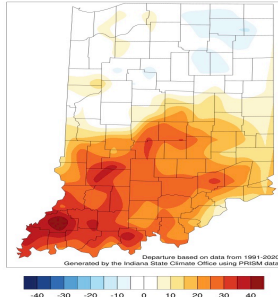 Departure based on data from 1991-2020
Generated by the Indiana State Climate Office using PRISM data
-40 -30 -20 -10 0 10 20 30 40